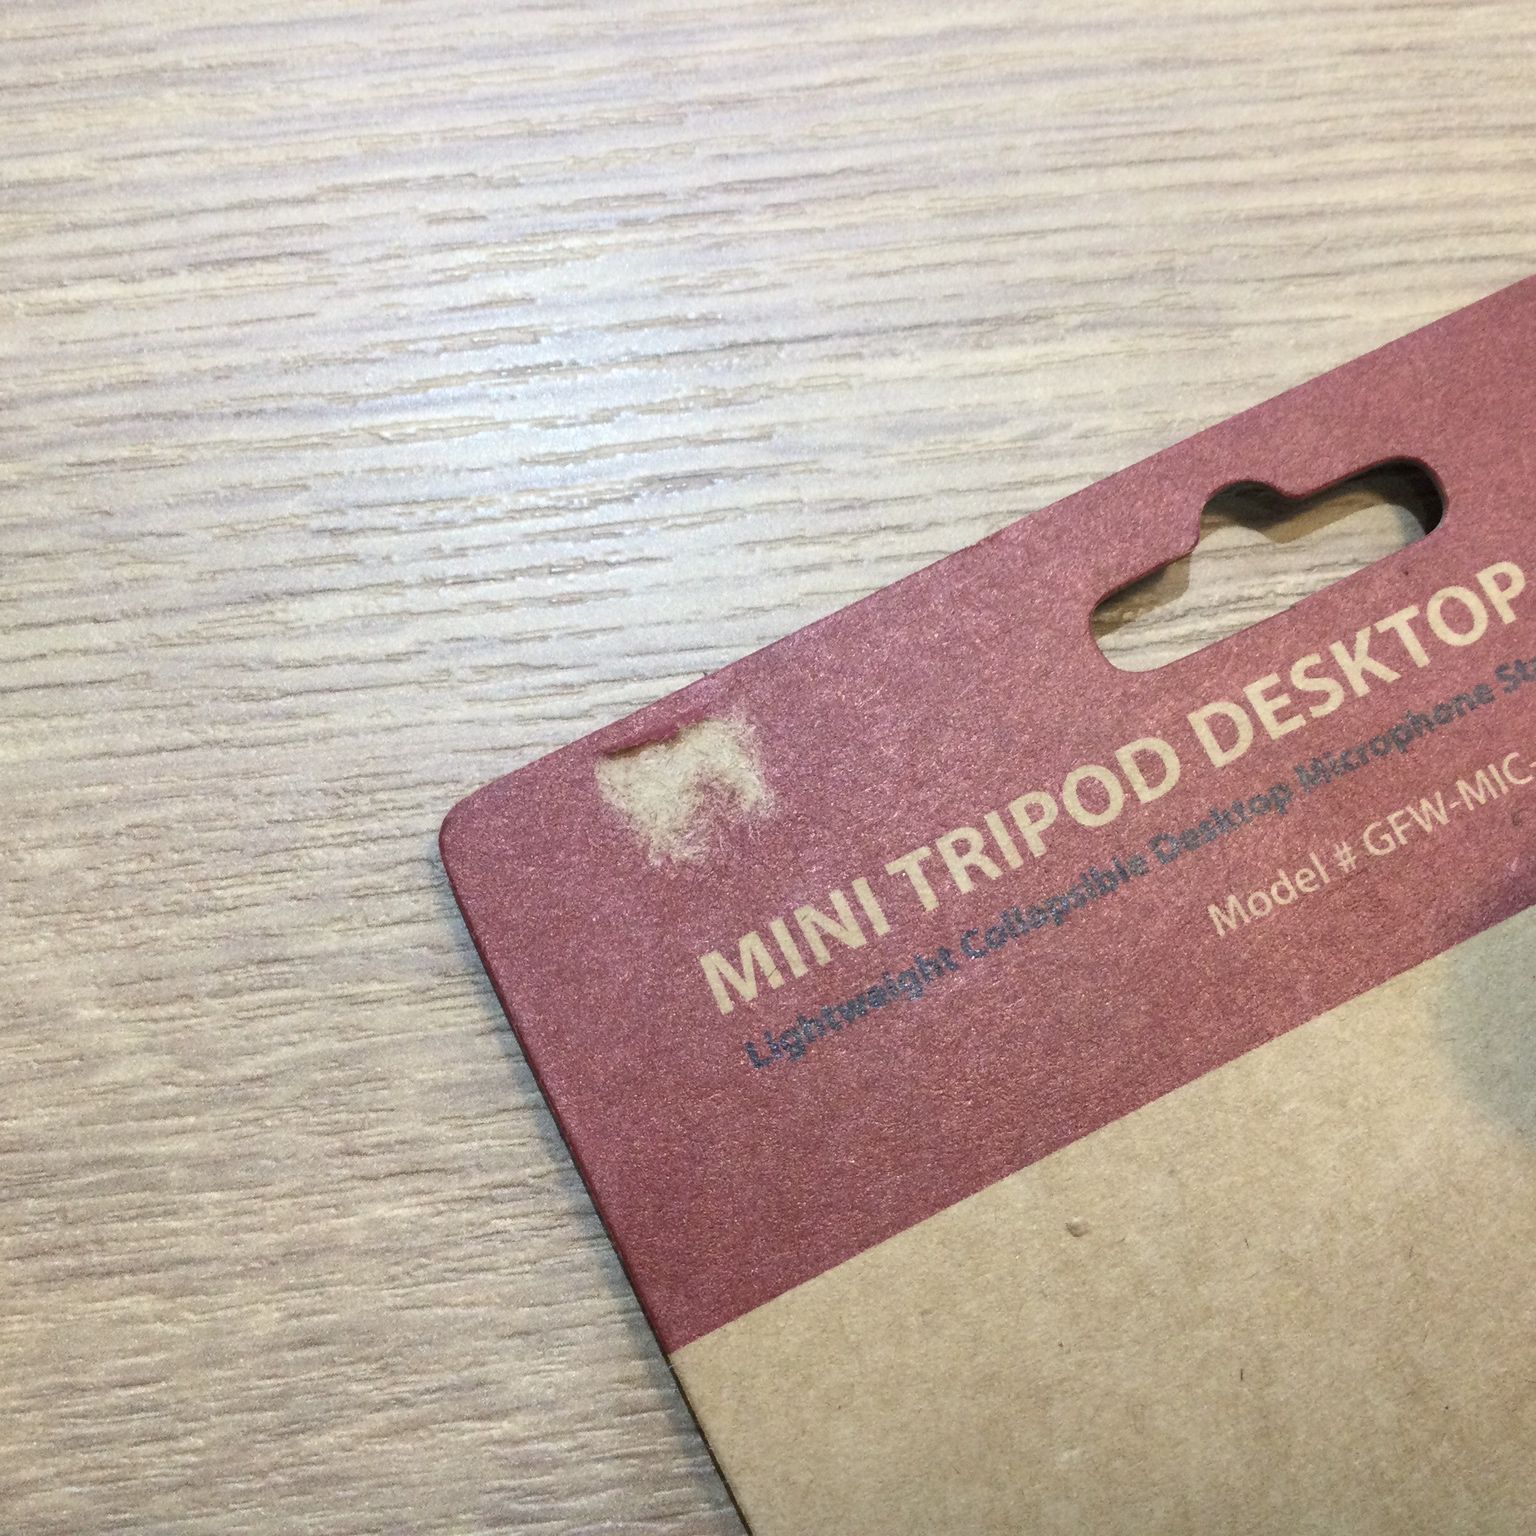 MINI TRIPOD DESKTOP
Lightweight Collapsible Desktop Microphone
Model # GFW-MIC-